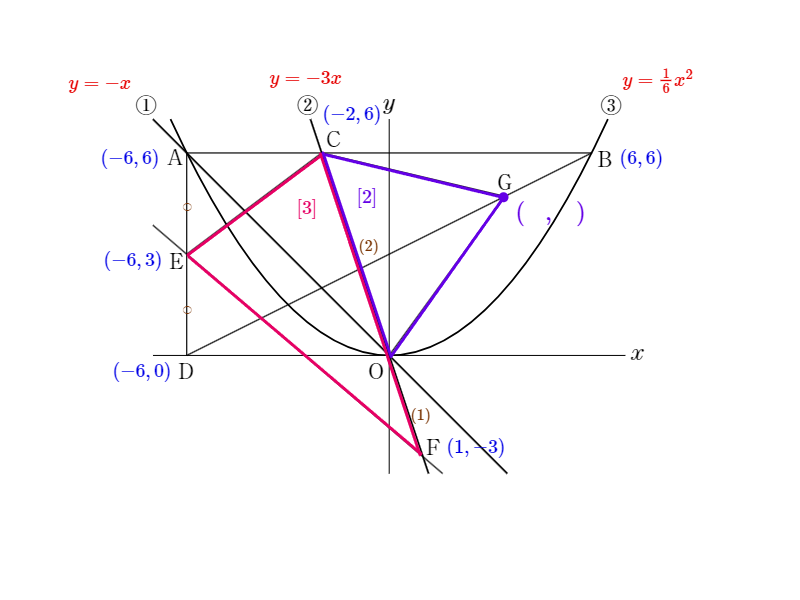 y = −x
y = −3x
y = 1/6 x²
① ② (−2, 6) y ③
C
(−6, 6) A B (6, 6)
G
[3] [2] ( , )
(2)
(−6, 3) E
(−6, 0) D O x
(1)
F (1, −3)